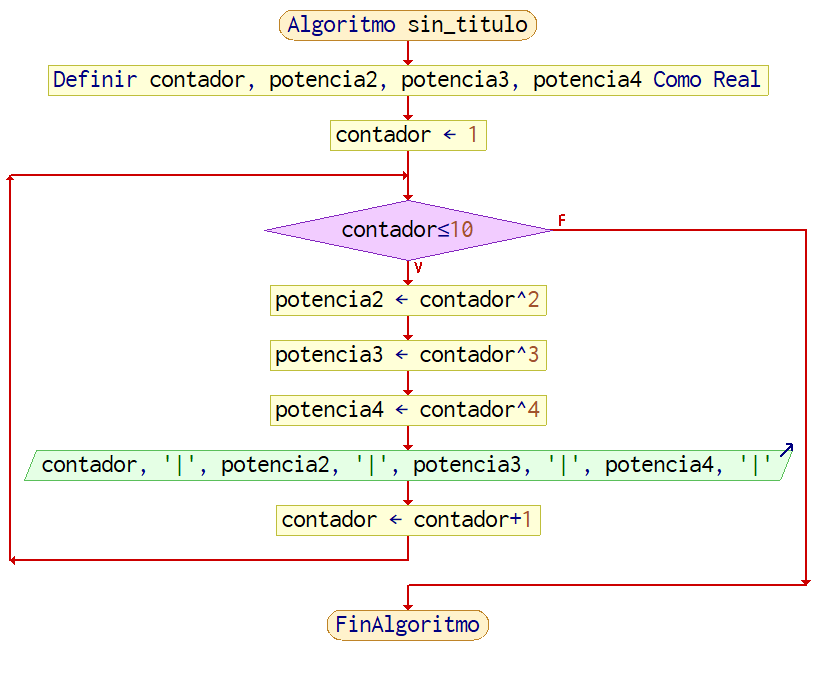 Algoritmo sin_titulo
Definir contador, potencia2, potencia3, potencia4 Como Real
contador ← 1
contador≤10
F
V
potencia2 ← contador^2
potencia3 ← contador^3
potencia4 ← contador^4
contador, '|', potencia2, '|', potencia3, '|', potencia4, '|'
contador ← contador+1
FinAlgoritmo